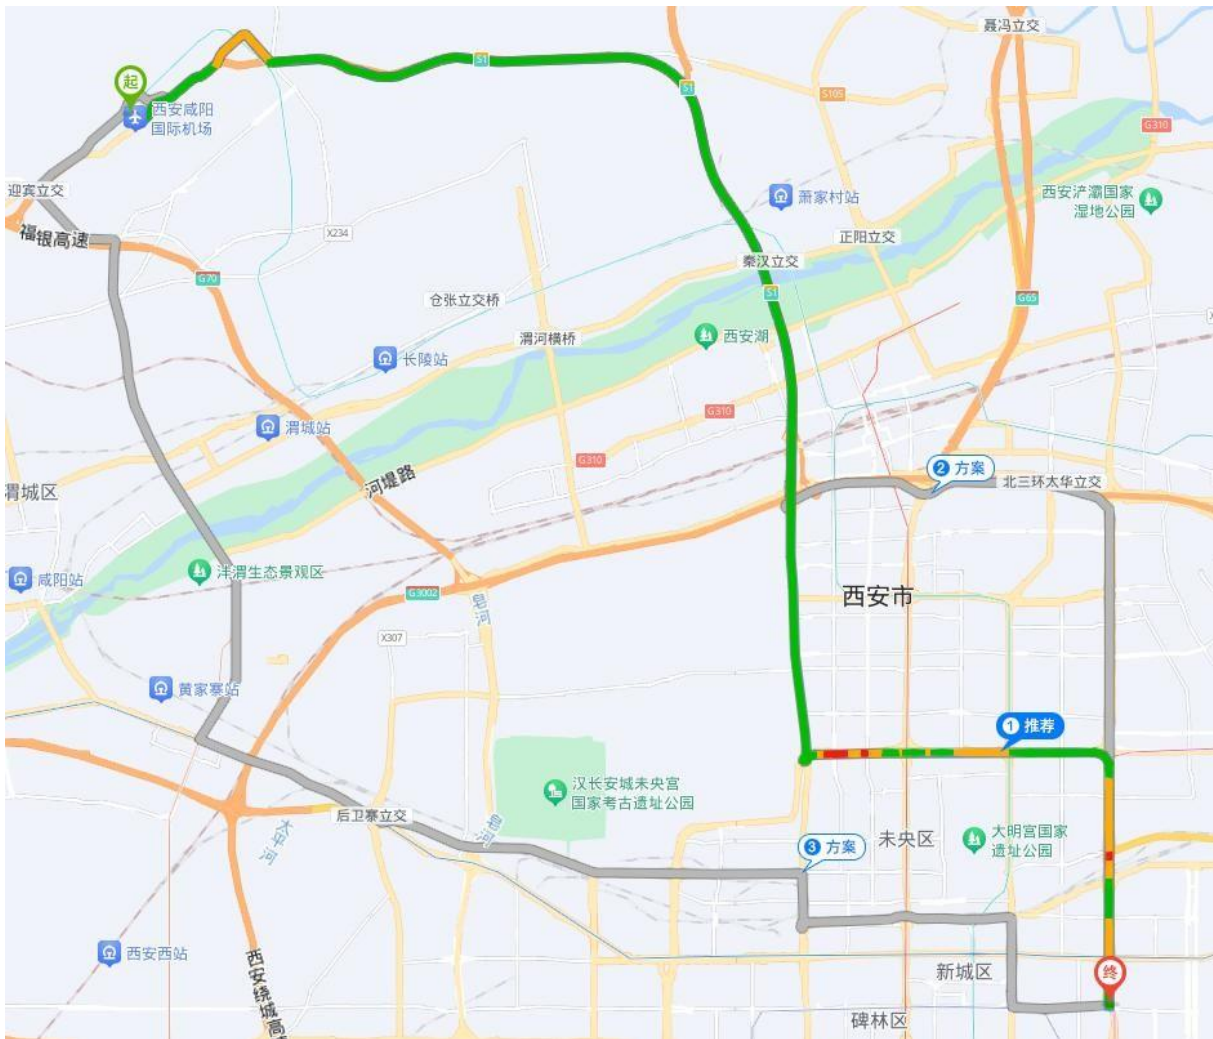 聂冯立交
S1
起
S1
S105
西安咸阳
国际机场
G310
迎宾立交
萧家村站
西安浐灞国家
湿地公园
福银高速
X234
正阳立交
秦汉立交
G70
S1
仓张立交桥
G65
渭河横桥
西安湖
长陵站
G310
渭城站
G310
2 方案
河堤路
北三环太华立交
渭城区
咸阳站
沣渭生态景观区
G3002
西安市
皂河
X307
黄家寨站
1 推荐
汉长安城未央宫
国家考古遗址公园
后卫寨立交
太平河
皂河
大明宫国家
遗址公园
未央区
3 方案
西安西站
西安绕城高
新城区
终
碑林区